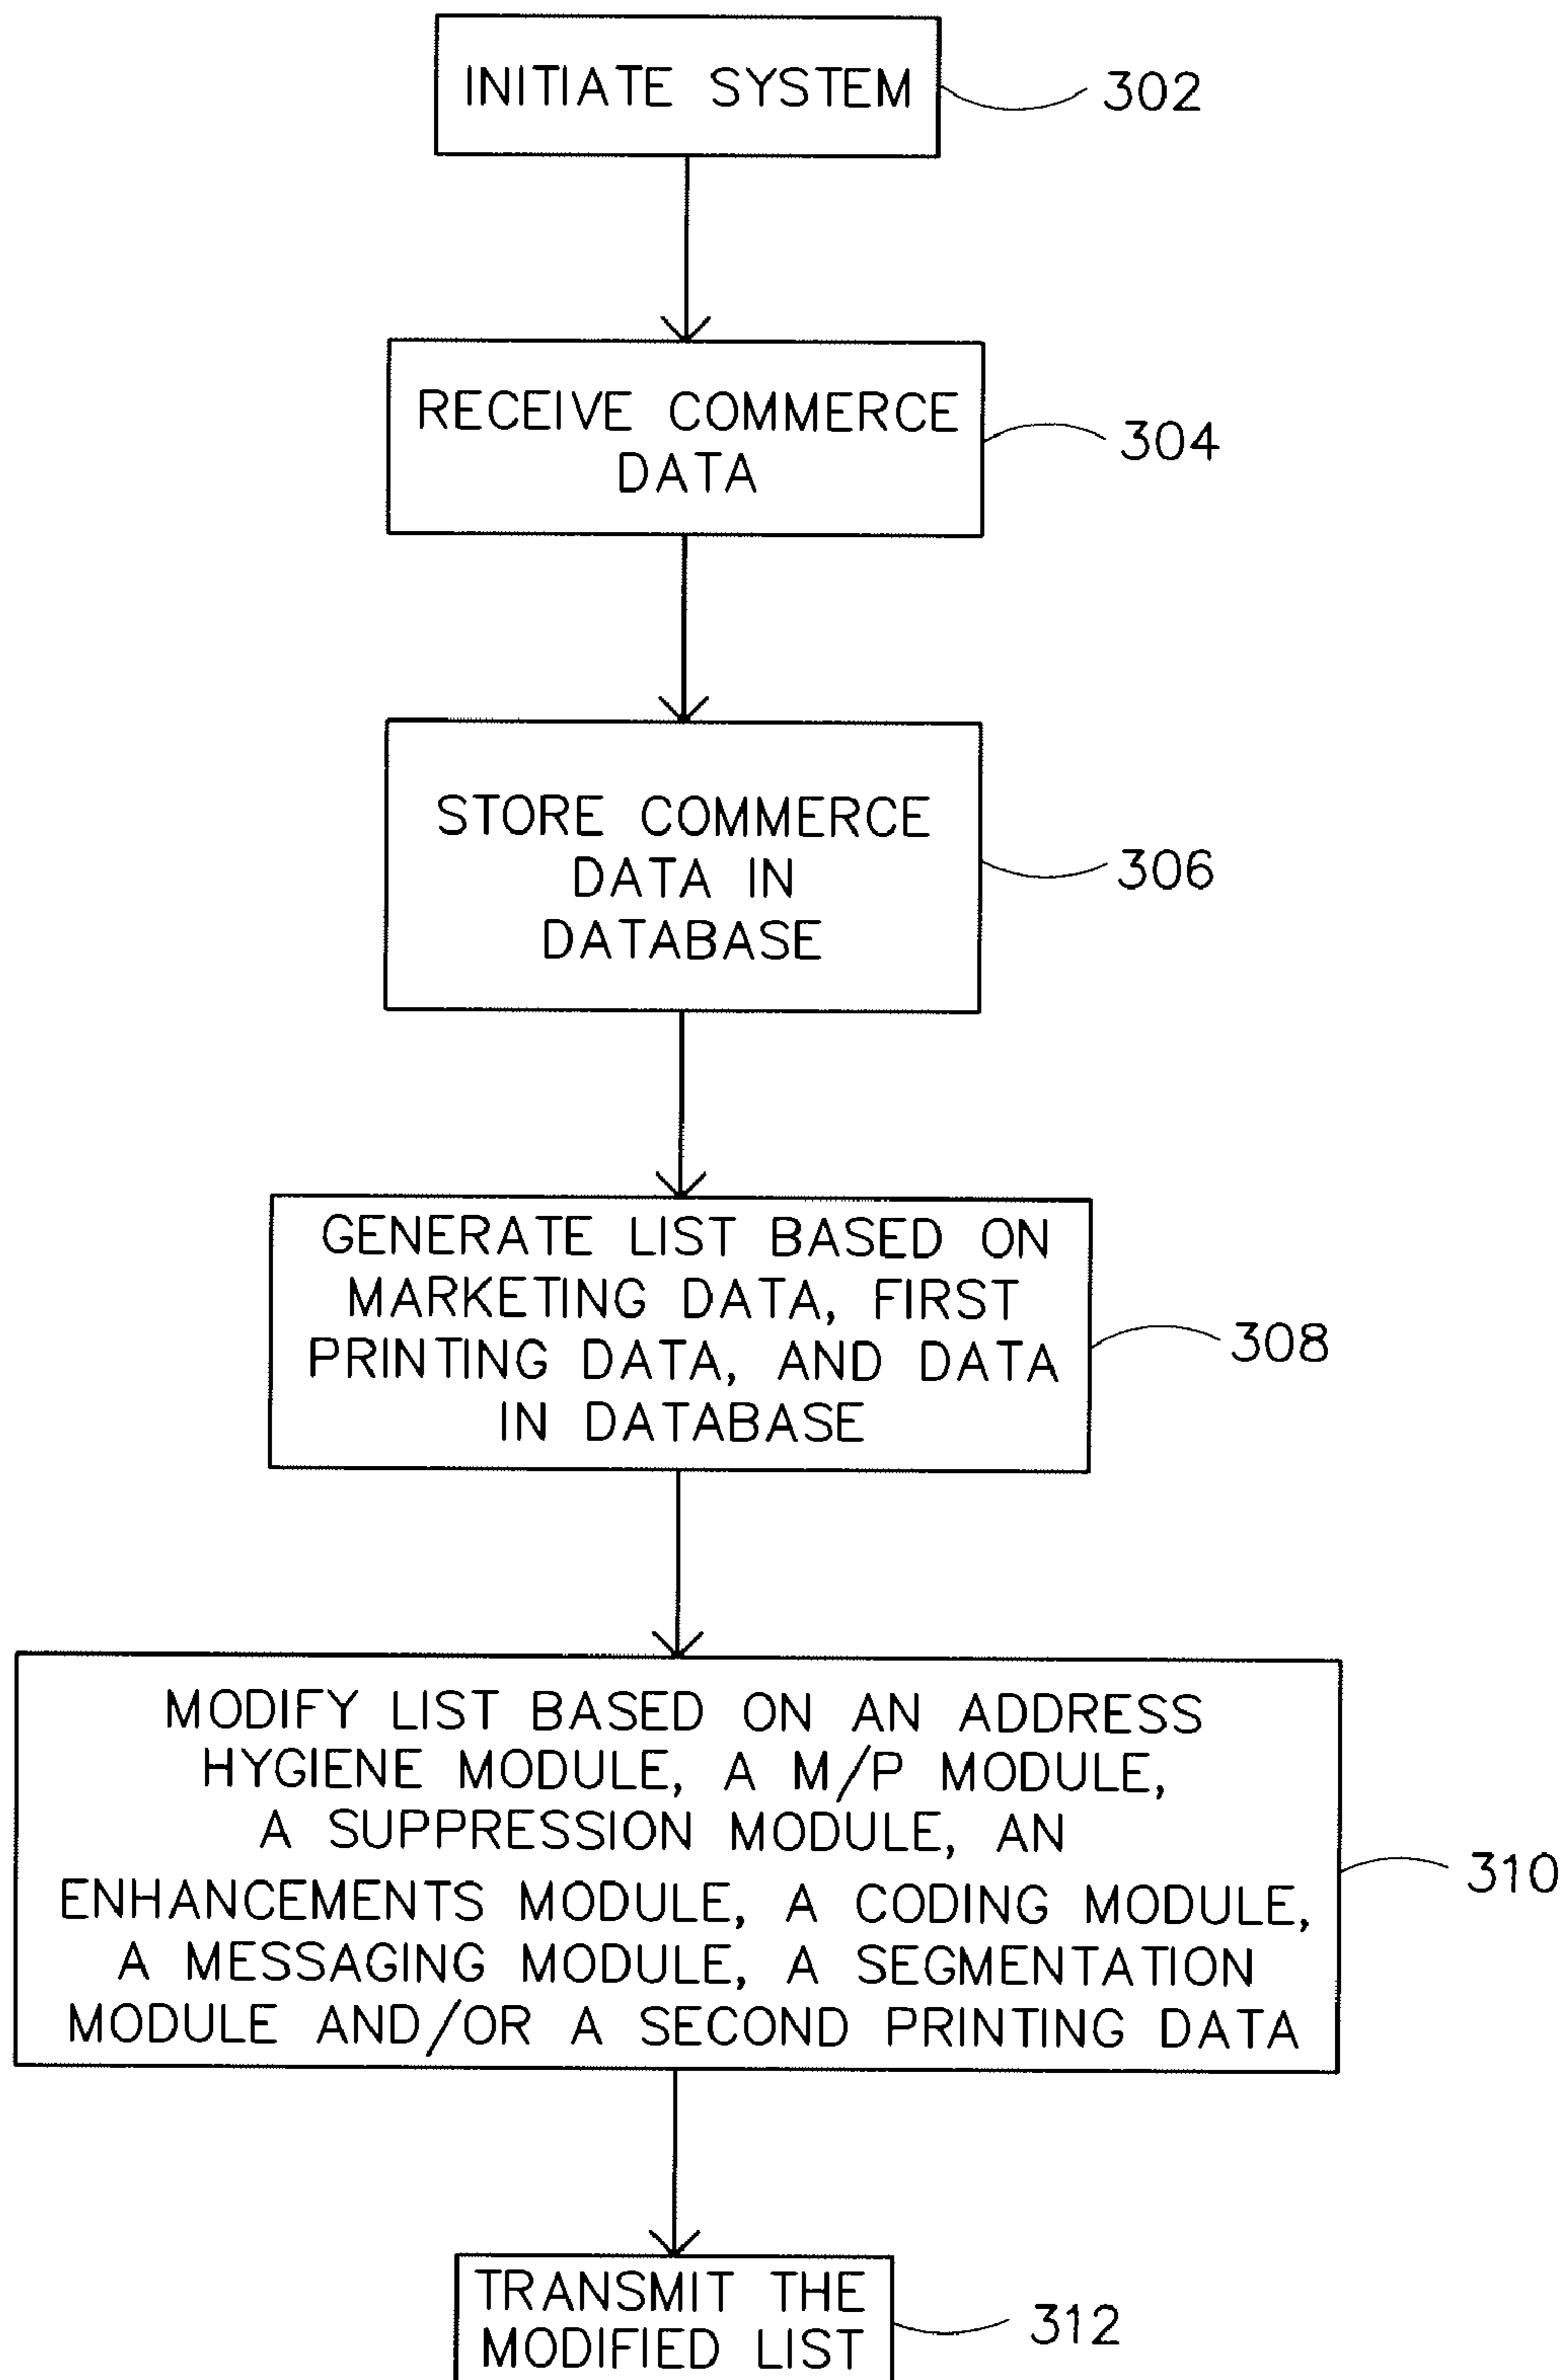 INITIATE SYSTEM
302
RECEIVE COMMERCE
DATA
304
STORE COMMERCE
DATA IN
DATABASE
306
GENERATE LIST BASED ON
MARKETING DATA, FIRST
PRINTING DATA, AND DATA
IN DATABASE
308
MODIFY LIST BASED ON AN ADDRESS
HYGIENE MODULE, A M/P MODULE,
A SUPPRESSION MODULE, AN
ENHANCEMENTS MODULE, A CODING MODULE,
A MESSAGING MODULE, A SEGMENTATION
MODULE AND/OR A SECOND PRINTING DATA
310
TRANSMIT THE
MODIFIED LIST
312